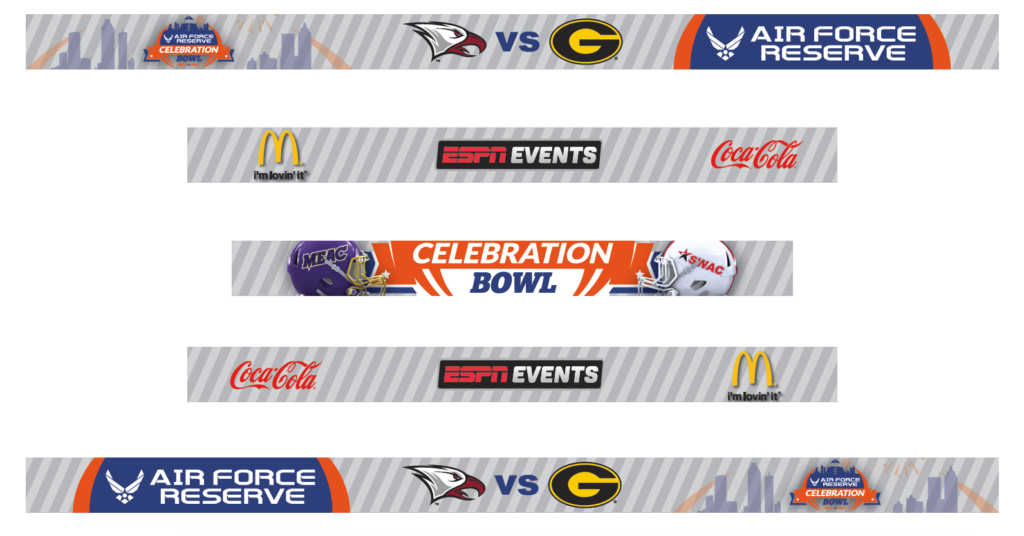 AIR FORCE
RESERVE
CELEBRATION
BOWL
VS
G
AIR FORCE
RESERVE
M
i'm lovin' it
ESPN EVENTS
Coca-Cola
MEAC
CELEBRATION
BOWL
SWAC
Coca-Cola
ESPN EVENTS
M
i'm lovin' it
AIR FORCE
RESERVE
VS
G
AIR FORCE
RESERVE
CELEBRATION
BOWL